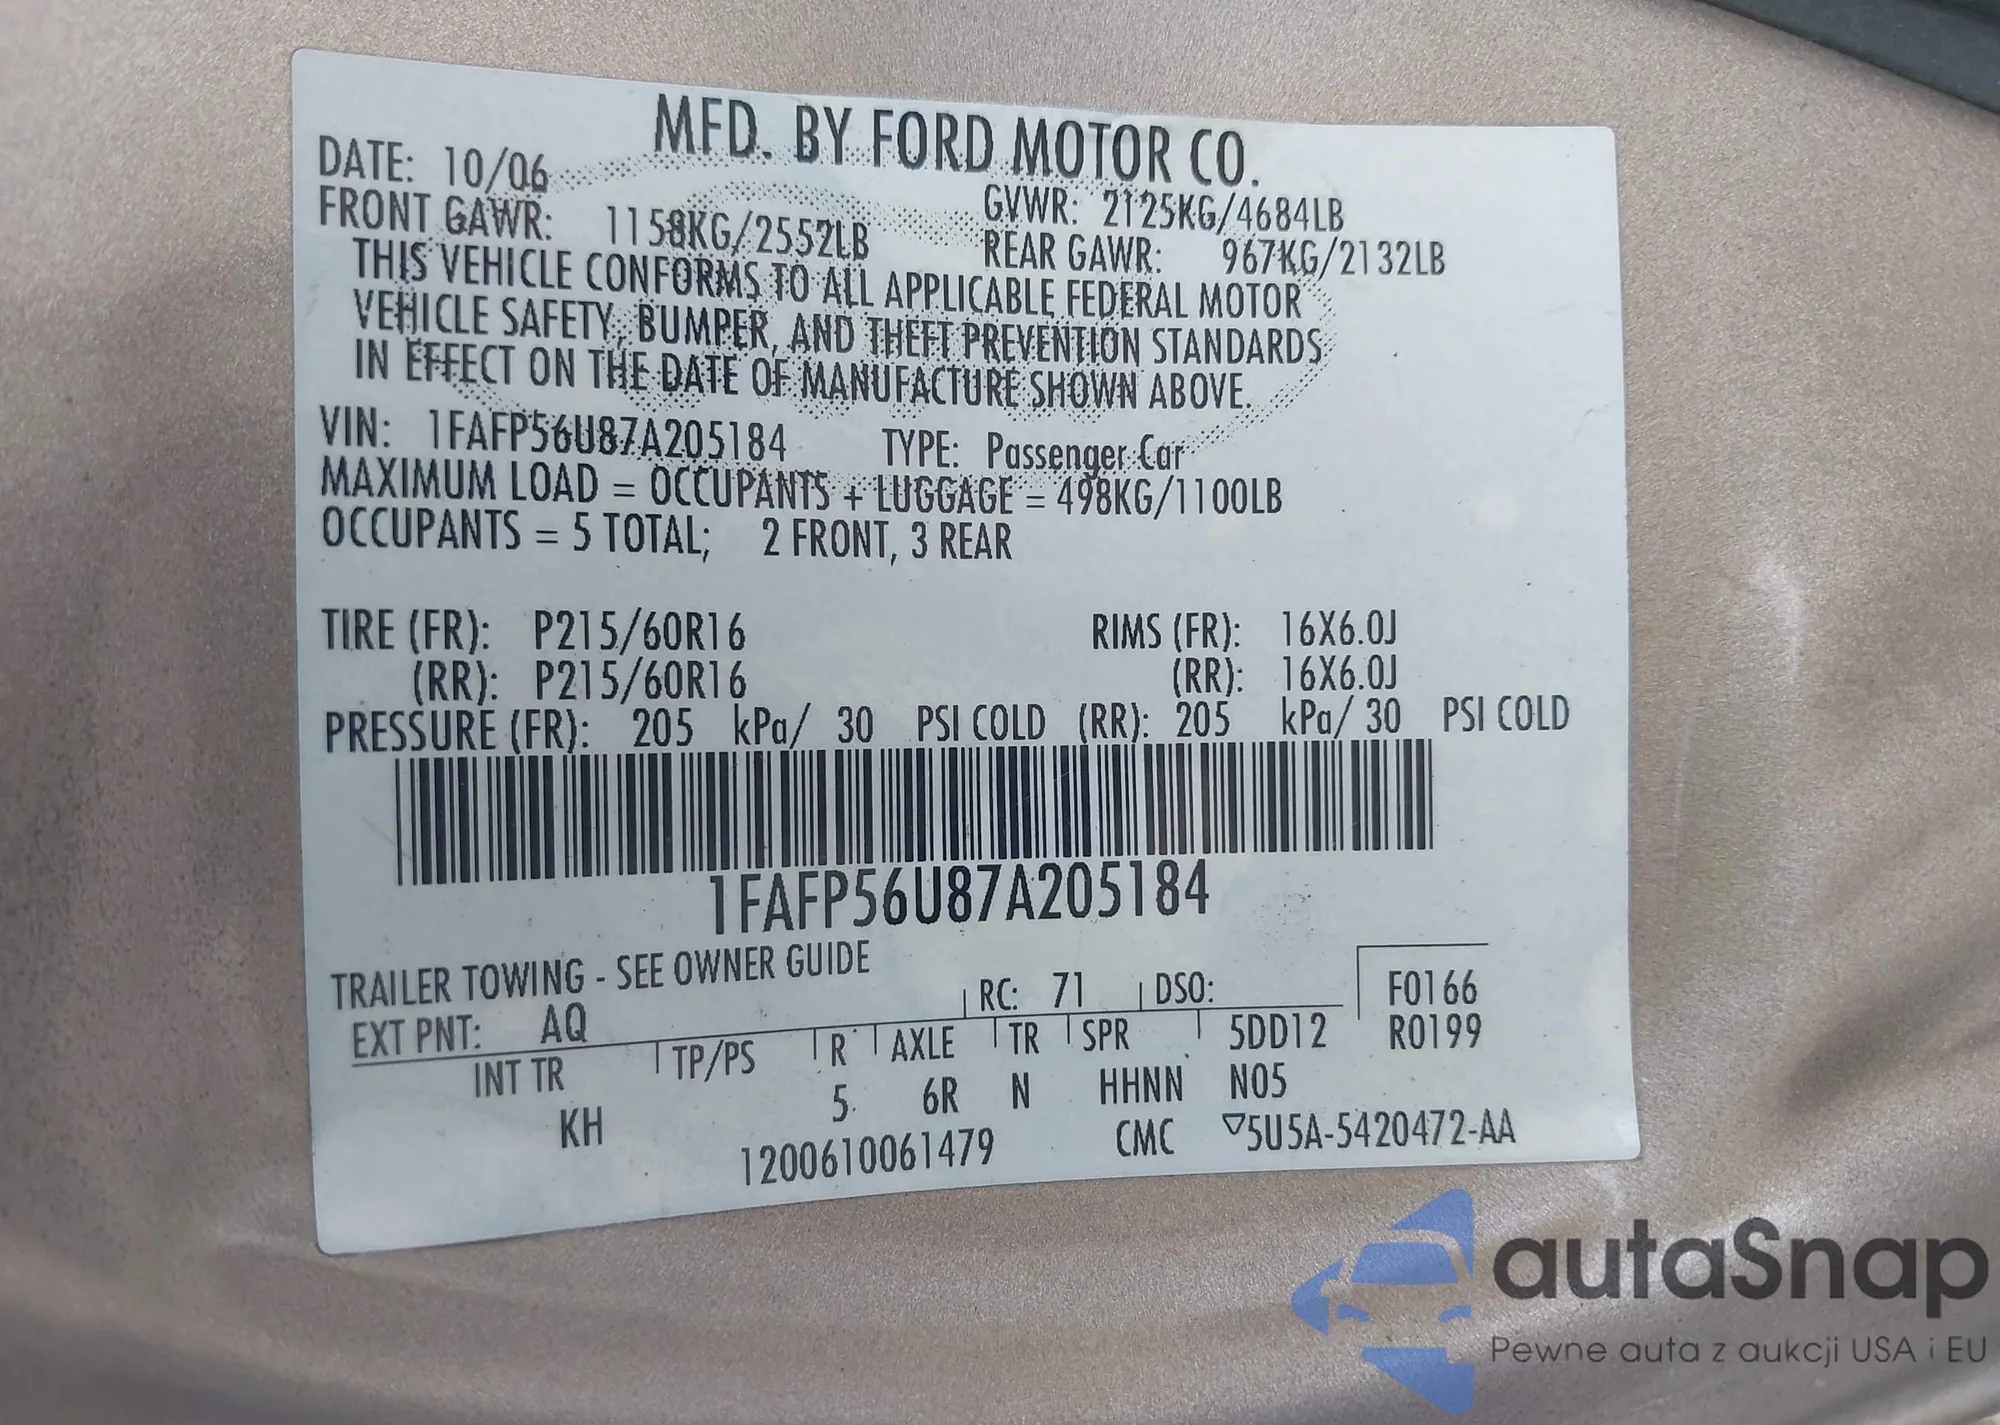 MFD. BY FORD MOTOR CO.
DATE: 10/06 GVWR: 2125KG/4684LB
FRONT GAWR: 1158KG/2552LB REAR GAWR: 967KG/2132LB
THIS VEHICLE CONFORMS TO ALL APPLICABLE FEDERAL MOTOR
VEHICLE SAFETY, BUMPER, AND THEFT PREVENTION STANDARDS
IN EFFECT ON THE DATE OF MANUFACTURE SHOWN ABOVE.
VIN: 1FAFP56U87A205184 TYPE: Passenger Car
MAXIMUM LOAD = OCCUPANTS + LUGGAGE = 498KG/1100LB
OCCUPANTS = 5 TOTAL; 2 FRONT, 3 REAR
TIRE (FR): P215/60R16 RIMS (FR): 16X6.0J
(RR): P215/60R16 (RR): 16X6.0J
PRESSURE (FR): 205 kPa/ 30 PSI COLD (RR): 205 kPa/ 30 PSI COLD
1FAFP56U87A205184
TRAILER TOWING - SEE OWNER GUIDE
EXT PNT: AQ RC: 71 DSO: F0166
INT TR TP/PS R AXLE TR SPR 5DD12 R0199
KH 5 6R N HHNN N05
1200610061479 CMC ▽5U5A-5420472-AA
autaSnap
Pewne auta z aukcji USA i EU